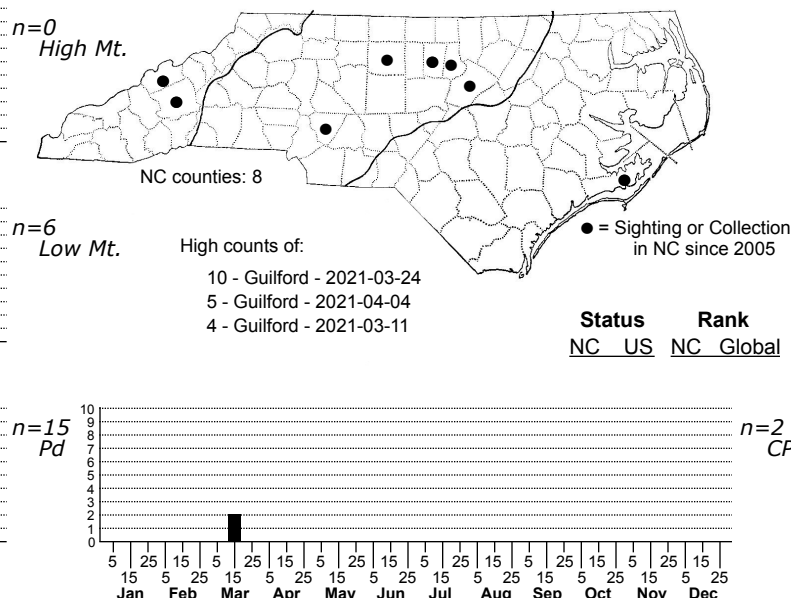 n=0
High Mt.
NC counties: 8
n=6
Low Mt.
High counts of:
10 - Guilford - 2021-03-24
5 - Guilford - 2021-04-04
4 - Guilford - 2021-03-11
● = Sighting or Collection
in NC since 2005
Status Rank
NC US NC Global
n=15
Pd
10
9
8
7
6
5
4
3
2
1
0
n=2
CP
5 25 15 5 25 15 5 25 15 5 25 15 5 25 15 5 25 15
15 5 25 15 5 25 15 5 25 15 5 25 15 5 25 15 5 25
Jan Feb Mar Apr May Jun Jul Aug Sep Oct Nov Dec